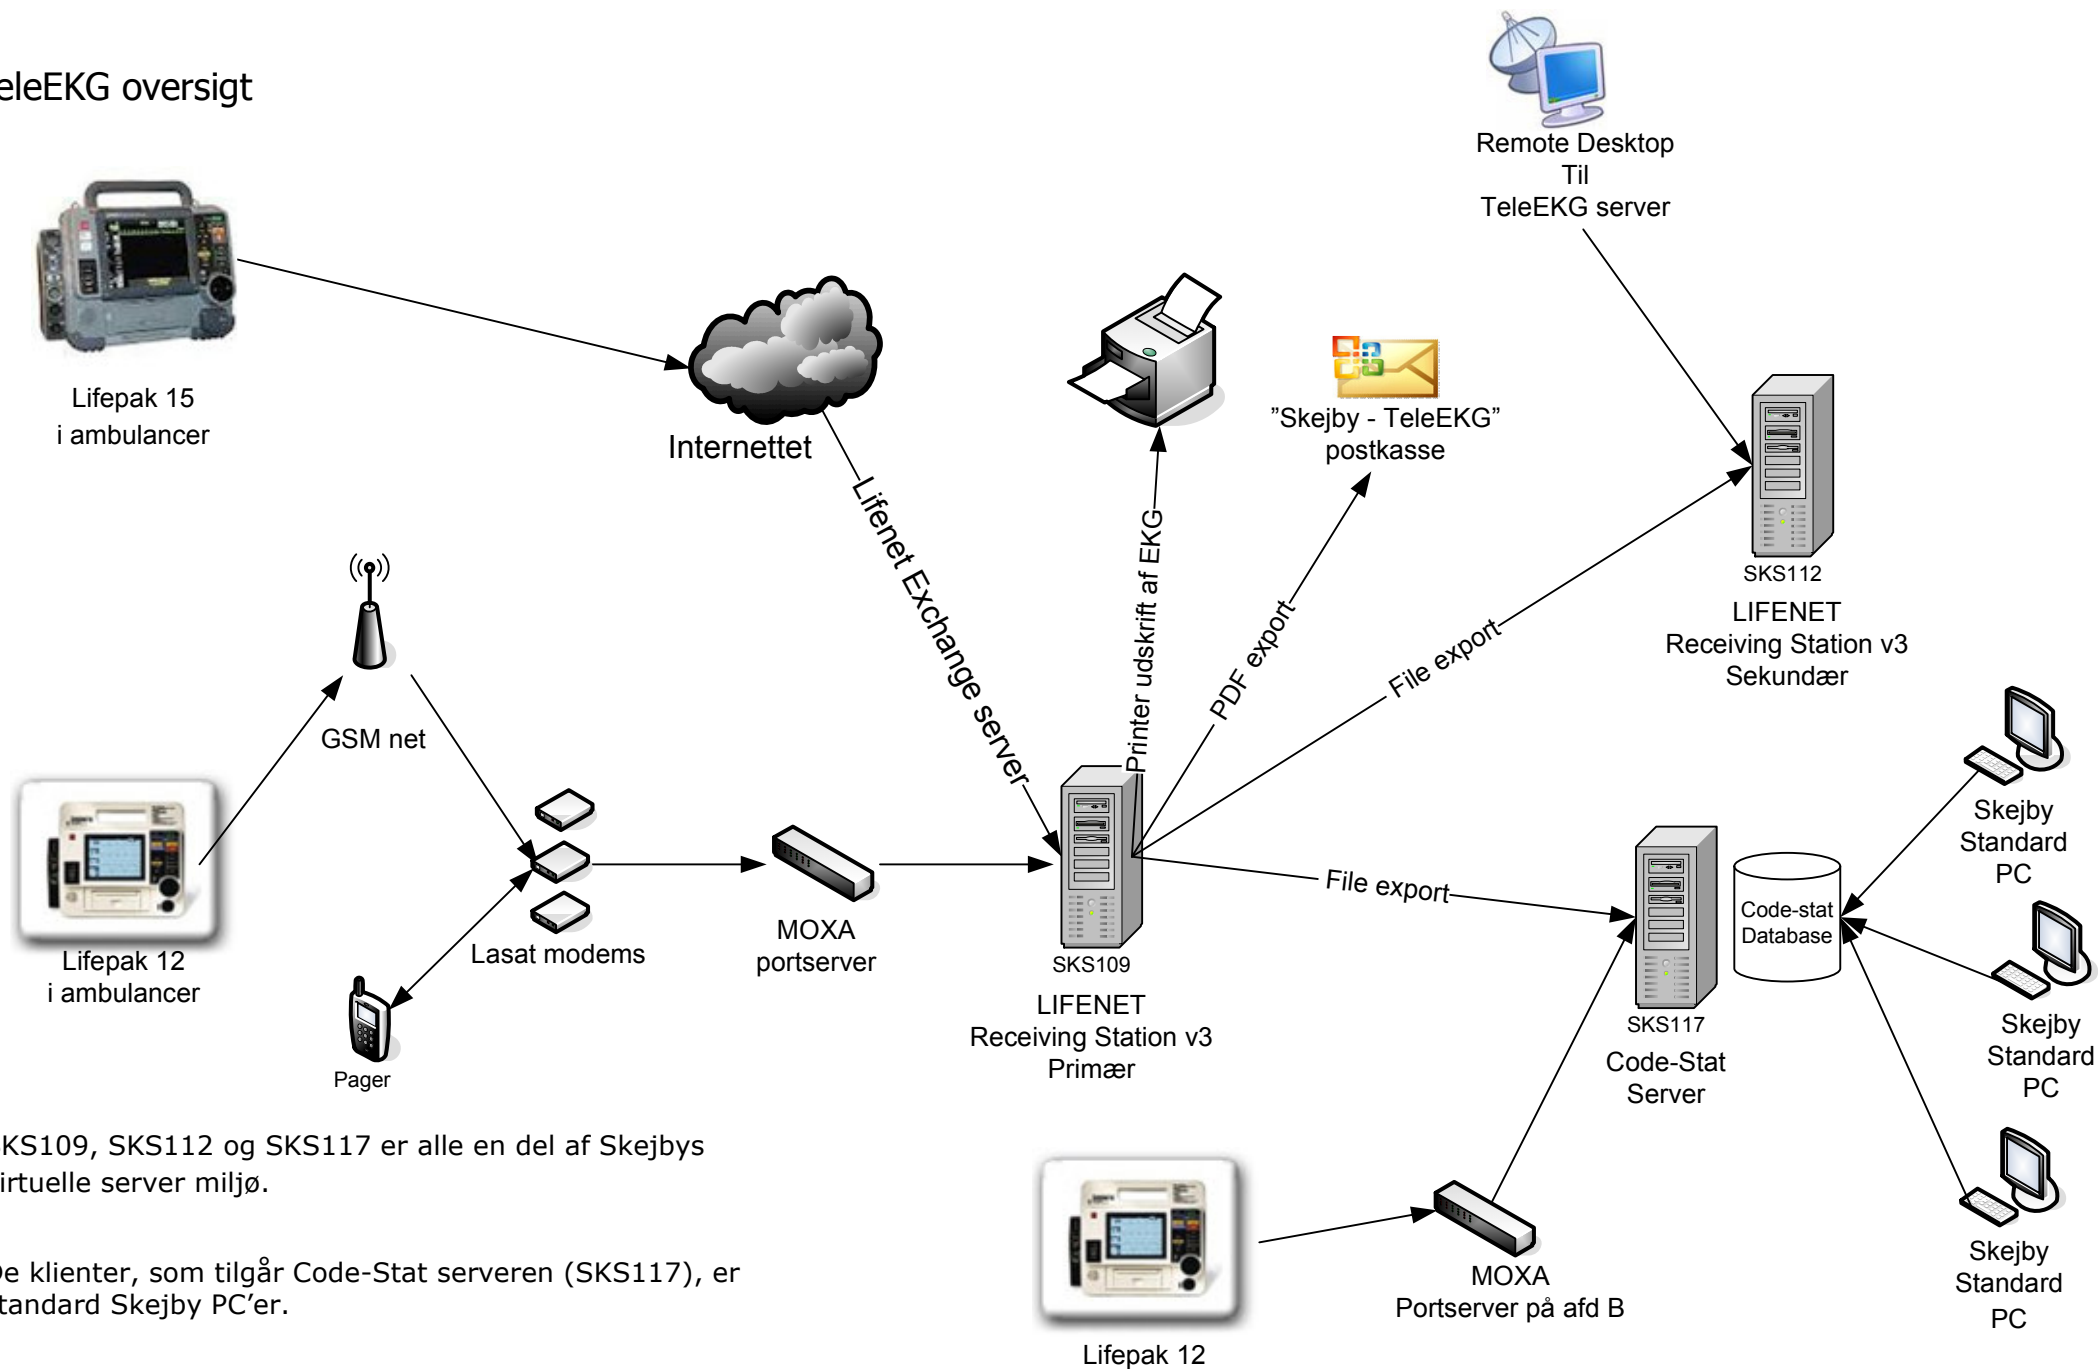 eleEKG oversigt
Remote Desktop
Til
TeleEKG server
Lifepak 15
i ambulancer
Internettet
"Skejby - TeleEKG"
postkasse
Lifenet Exchange server
Printer udskrift af EKG
PDF export
File export
SKS112
LIFENET
Receiving Station v3
Sekundær
GSM net
Lifepak 12
i ambulancer
Lasat modems
Pager
MOXA
portserver
SKS109
LIFENET
Receiving Station v3
Primær
File export
SKS117
Code-Stat
Server
Code-stat
Database
Skejby
Standard
PC
Skejby
Standard
PC
Skejby
Standard
PC
KS109, SKS112 og SKS117 er alle en del af Skejbys
irtuelle server miljø.
De klienter, som tilgår Code-Stat serveren (SKS117), er
tandard Skejby PC'er.
Lifepak 12
MOXA
Portserver på afd B